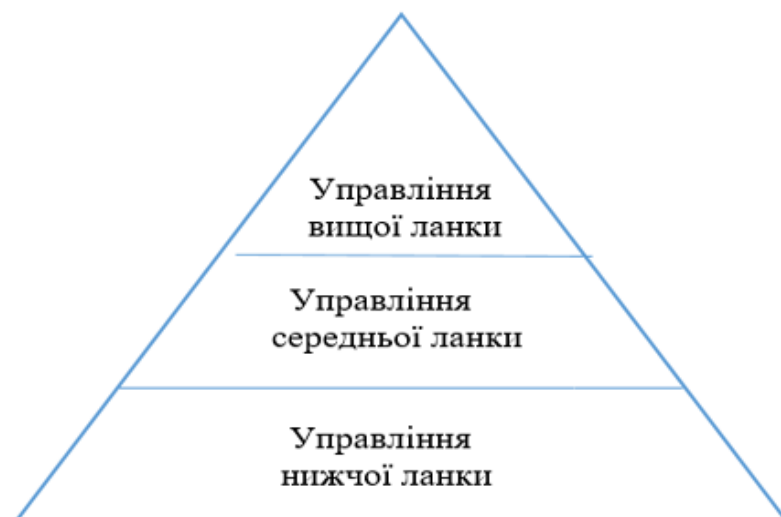 Управління
вищої ланки
Управління
середньої ланки
Управління
нижчої ланки